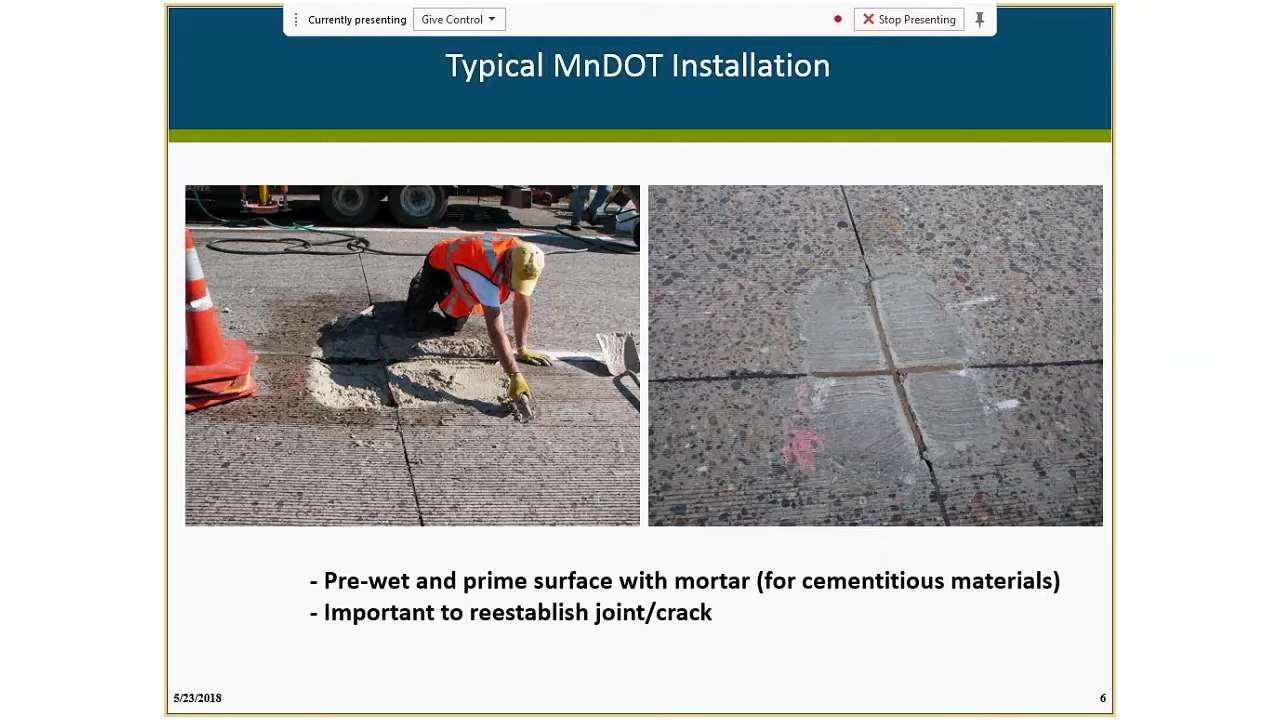 Currently presenting Give Control Stop Presenting
Typical MnDOT Installation
- Pre-wet and prime surface with mortar (for cementitious materials)
- Important to reestablish joint/crack
5/23/2018 6